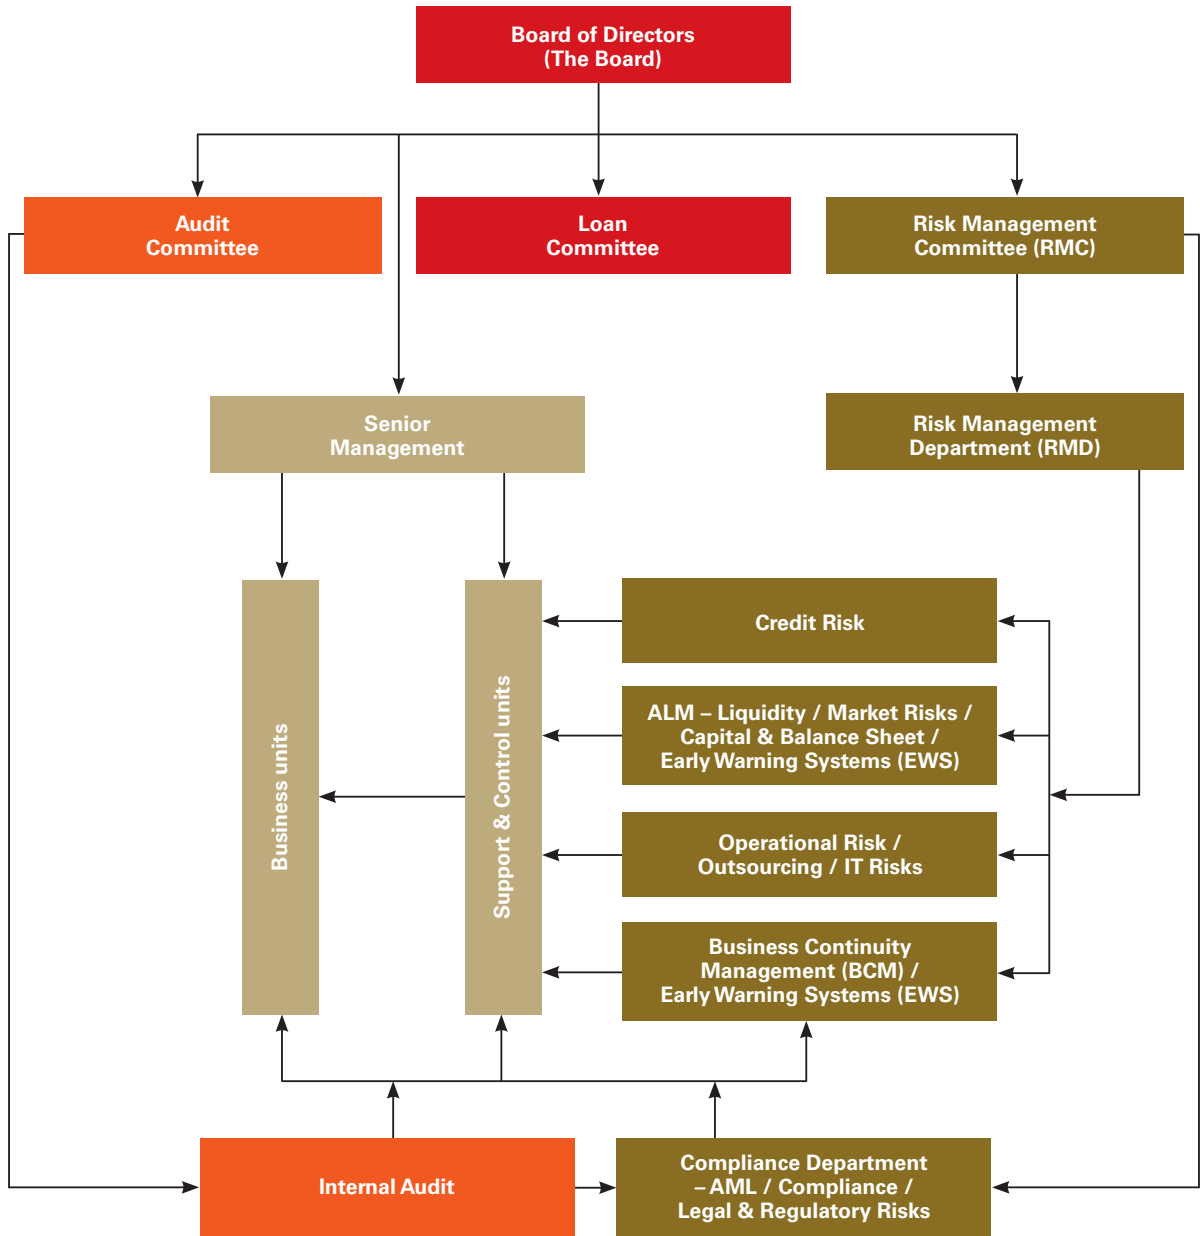 Board of Directors
(The Board)
Audit
Committee
Loan
Committee
Risk Management
Committee (RMC)
Senior
Management
Risk Management
Department (RMD)
Business units
Support & Control units
Credit Risk
ALM – Liquidity / Market Risks /
Capital & Balance Sheet /
Early Warning Systems (EWS)
Operational Risk /
Outsourcing / IT Risks
Business Continuity
Management (BCM) /
Early Warning Systems (EWS)
Internal Audit
Compliance Department
– AML / Compliance /
Legal & Regulatory Risks